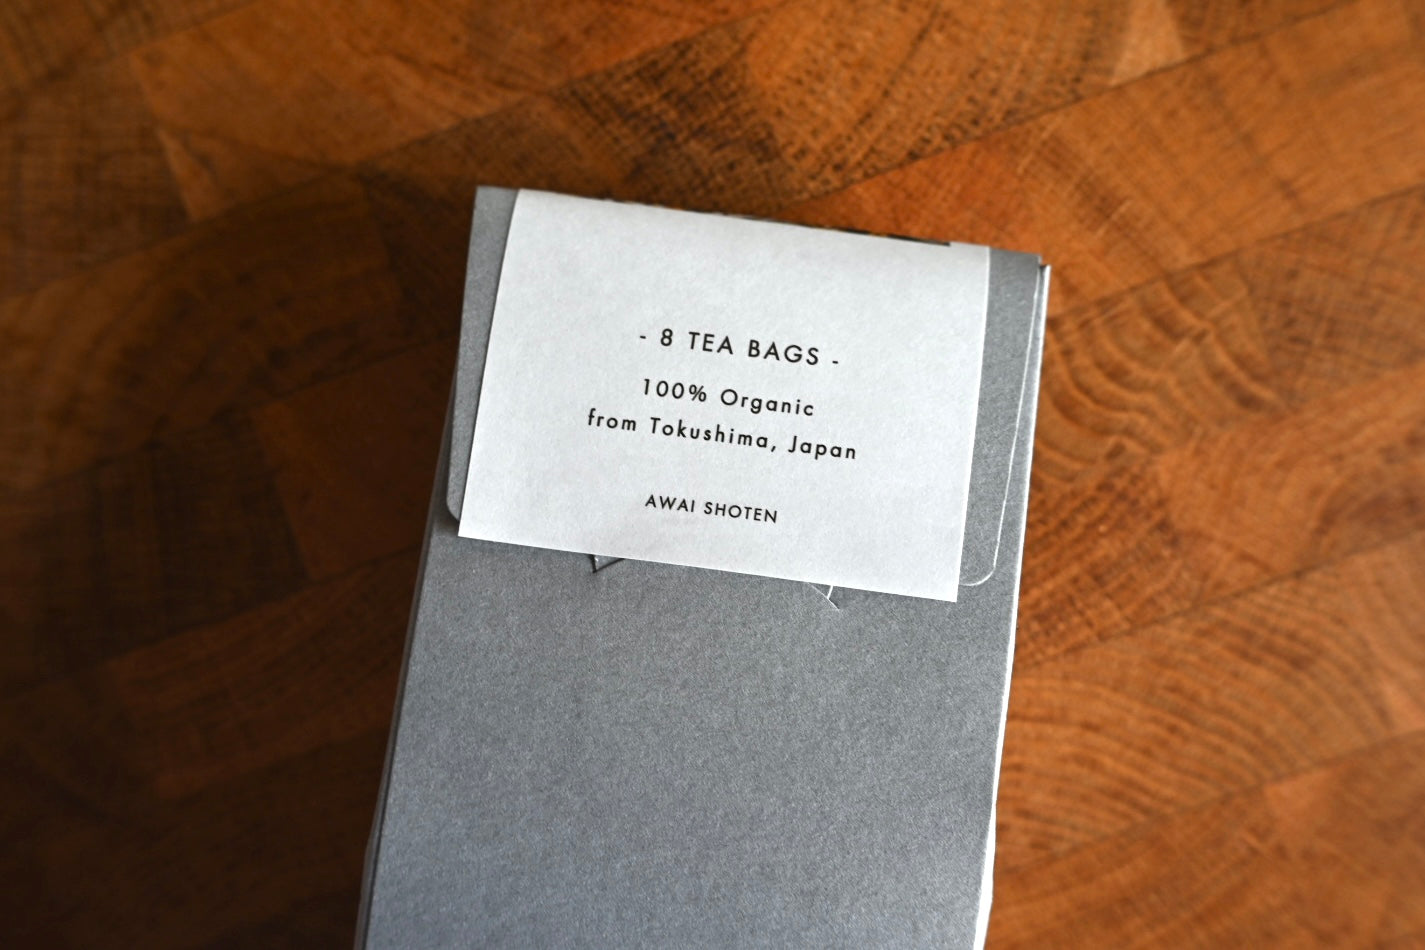 - 8 TEA BAGS -
100% Organic
from Tokushima, Japan
AWAI SHOTEN